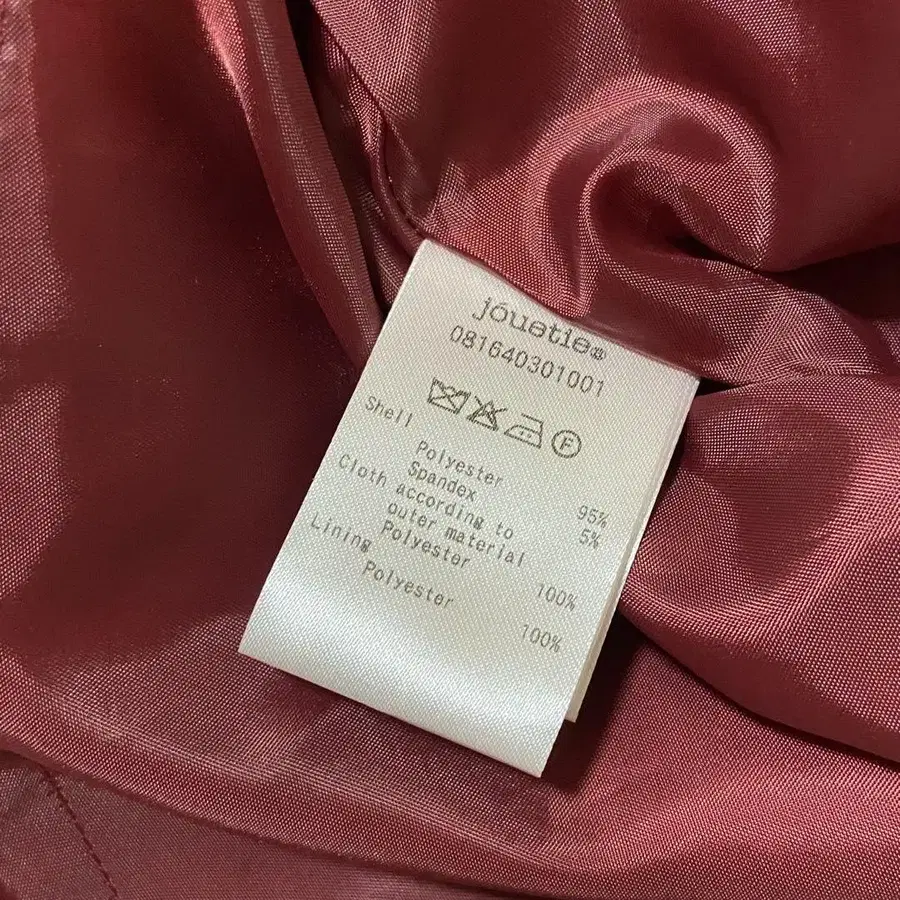 jouetie®
081640301001
F
Shell
Polyester 95%
Spandex 5%
Cloth according to
outer material
Polyester 100%
Lining
Polyester 100%